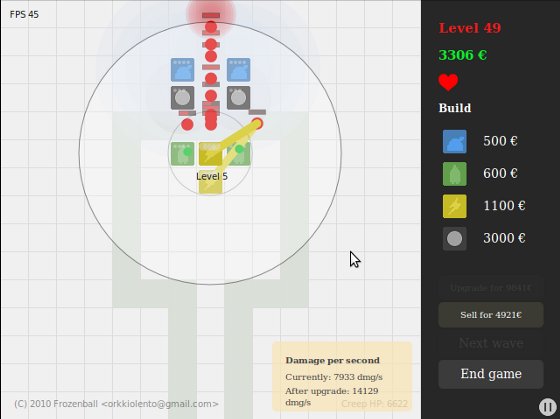 FPS 45
Level 49
3306 €
Build
500 €
600 €
1100 €
3000 €
Level 5
Upgrade for 9841€
Sell for 4921€
Next wave
End game
Damage per second
Currently: 7933 dmg/s
After upgrade: 14129
dmg/s
Creep HP: 6622
(C) 2010 Frozenball <orkkiolento@gmail.com>